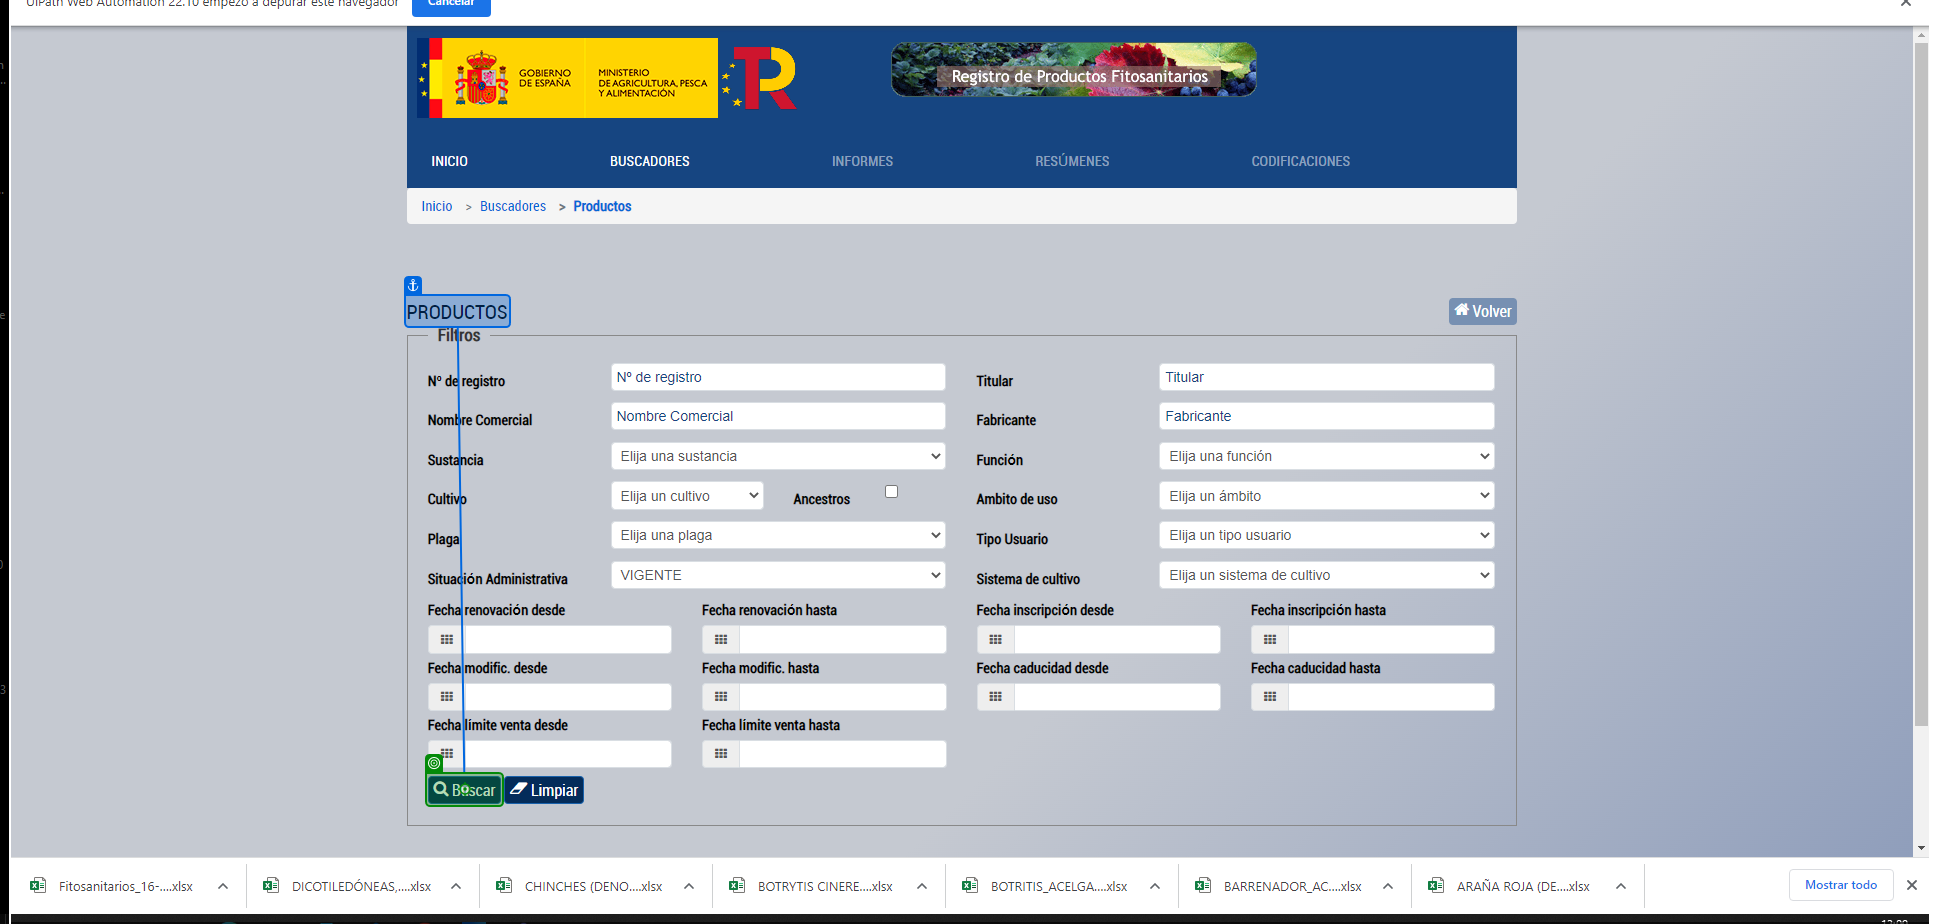 UiPath Web Automation 22.10 empezó a depurar este navegador Cancelar
GOBIERNO DE ESPAÑA
MINISTERIO DE AGRICULTURA, PESCA Y ALIMENTACIÓN
Registro de Productos Fitosanitarios
INICIO BUSCADORES INFORMES RESÚMENES CODIFICACIONES
Inicio > Buscadores > Productos
PRODUCTOS Volver
Filtros
Nº de registro Nº de registro Titular Titular
Nombre Comercial Nombre Comercial Fabricante Fabricante
Sustancia Elija una sustancia Función Elija una función
Cultivo Elija un cultivo Ancestros Ambito de uso Elija un ámbito
Plaga Elija una plaga Tipo Usuario Elija un tipo usuario
Situación Administrativa VIGENTE Sistema de cultivo Elija un sistema de cultivo
Fecha renovación desde Fecha renovación hasta Fecha inscripción desde Fecha inscripción hasta
Fecha modific. desde Fecha modific. hasta Fecha caducidad desde Fecha caducidad hasta
Fecha límite venta desde Fecha límite venta hasta
Buscar Limpiar
Fitosanitarios_16-....xlsx DICOTILEDÓNEAS,....xlsx CHINCHES (DENO....xlsx BOTRYTIS CINERE....xlsx BOTRITIS_ACELGA....xlsx BARRENADOR_AC....xlsx ARAÑA ROJA (DE....xlsx Mostrar todo